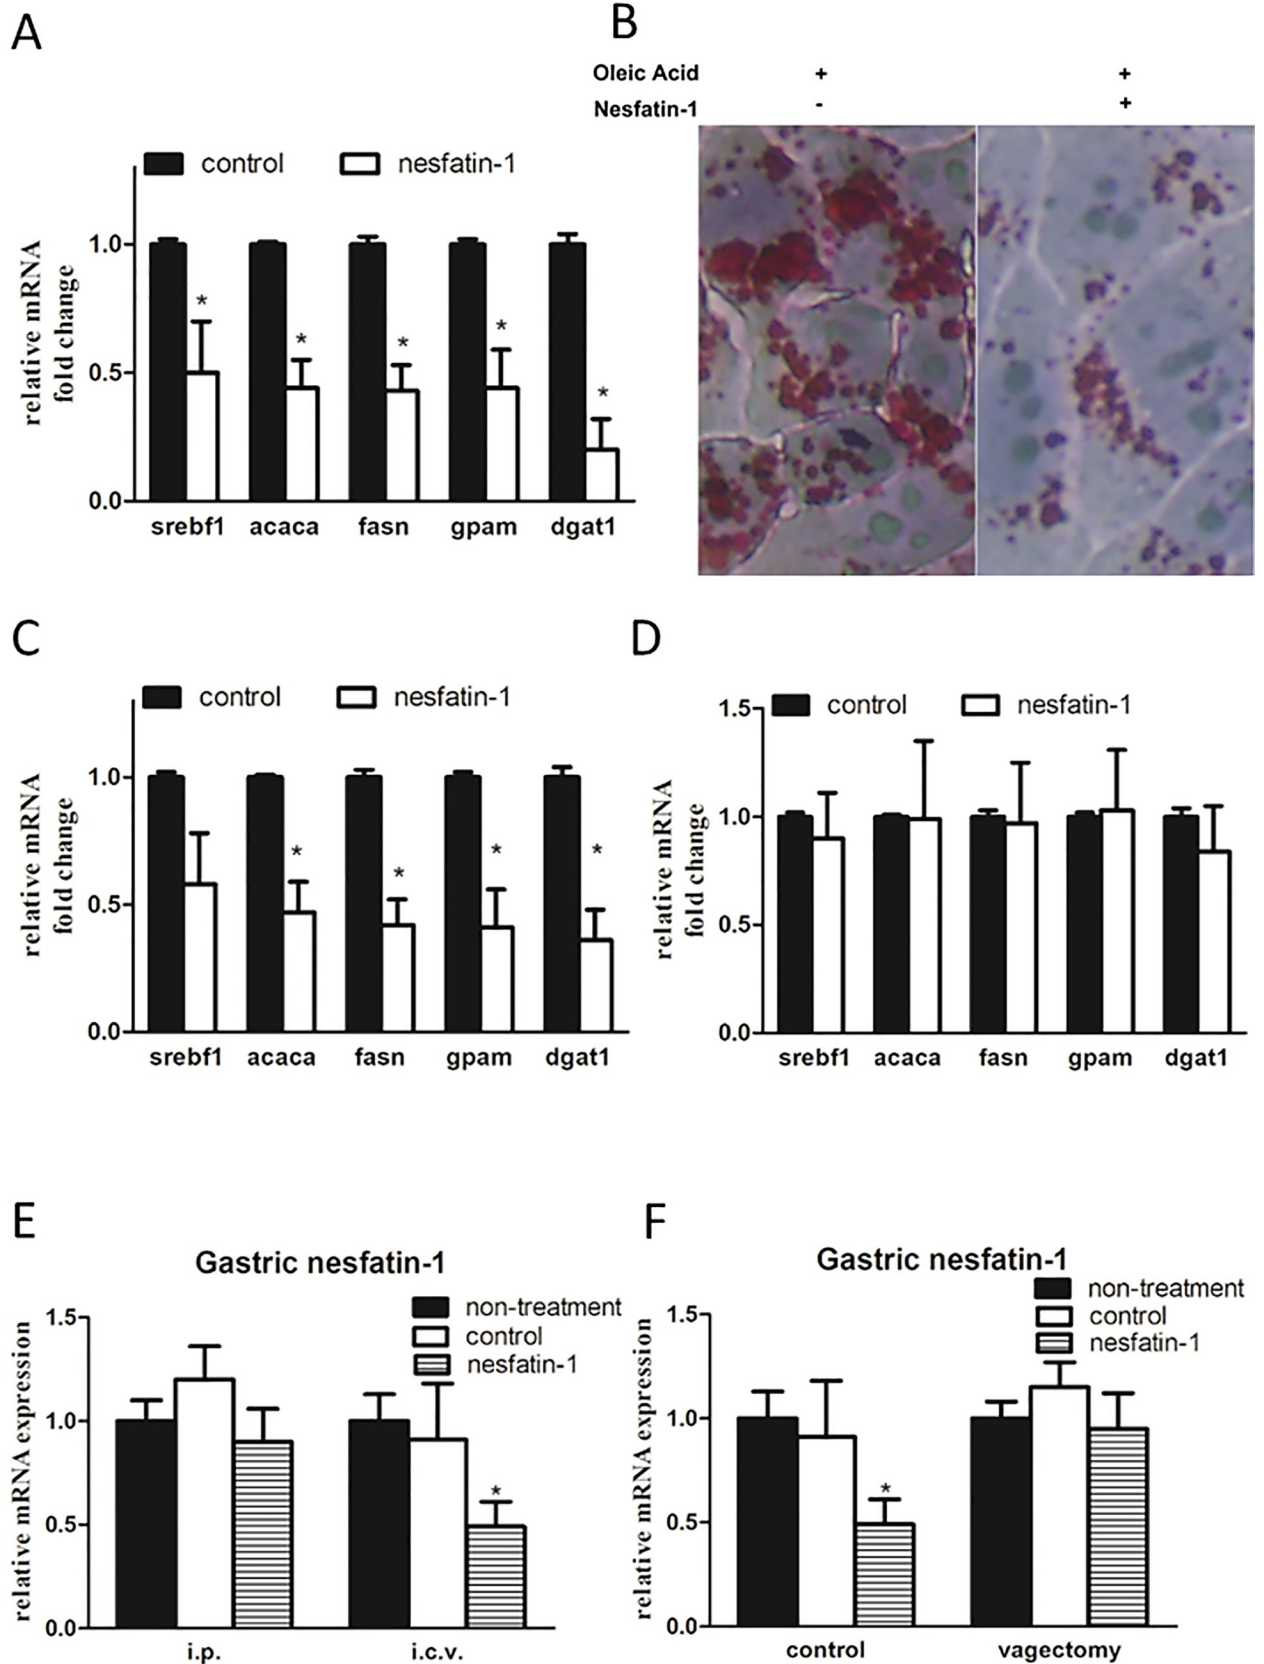 A
control nesfatin-1
relative mRNA
fold change
1.0
0.5
0.0
* * * * *
srebf1 acaca fasn gpam dgat1
B
Oleic Acid + +
Nesfatin-1 - +
C
control nesfatin-1
relative mRNA
fold change
1.0
0.5
0.0
* * * *
srebf1 acaca fasn gpam dgat1
D
control nesfatin-1
relative mRNA
fold change
1.5
1.0
0.5
0.0
srebf1 acaca fasn gpam dgat1
E
Gastric nesfatin-1
non-treatment
control
nesfatin-1
relative mRNA expression
1.5
1.0
0.5
0.0
*
i.p. i.c.v.
F
Gastric nesfatin-1
non-treatment
control
nesfatin-1
relative mRNA expression
1.5
1.0
0.5
0.0
*
control vagectomy